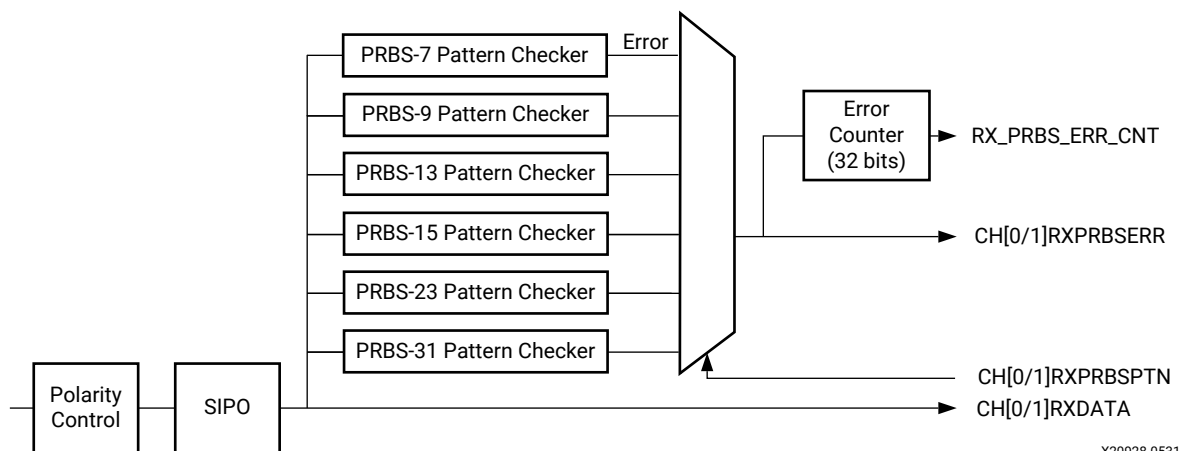 PRBS-7 Pattern Checker
Error
PRBS-9 Pattern Checker
PRBS-13 Pattern Checker
PRBS-15 Pattern Checker
PRBS-23 Pattern Checker
PRBS-31 Pattern Checker
Error
Counter
(32 bits)
RX_PRBS_ERR_CNT
CH[0/1]RXPRBSERR
CH[0/1]RXPRBSPTN
CH[0/1]RXDATA
Polarity
Control
SIPO